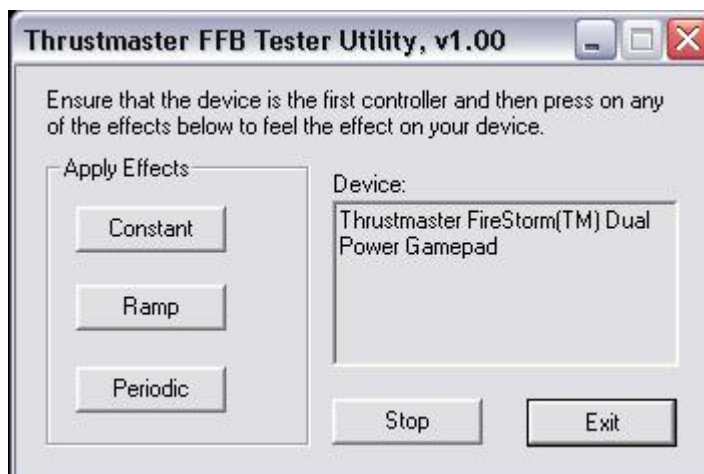 Thrustmaster FFB Tester Utility, v1.00
Ensure that the device is the first controller and then press on any
of the effects below to feel the effect on your device.
Apply Effects
Constant
Ramp
Periodic
Device:
Thrustmaster FireStorm(TM) Dual
Power Gamepad
Stop
Exit